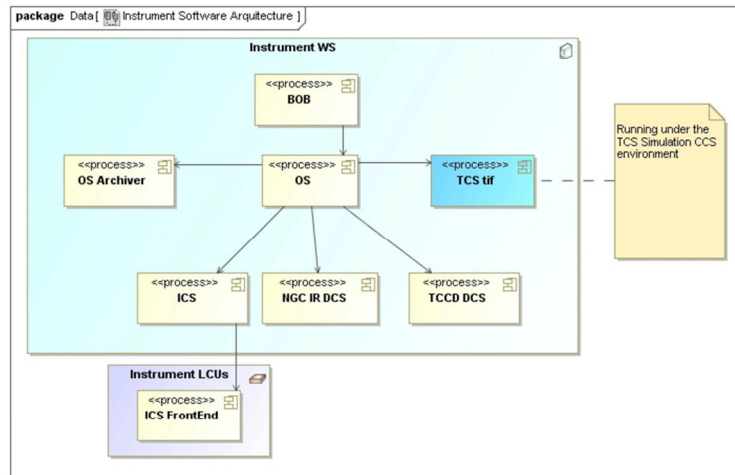 package Data[ Instrument Software Arquitecture ]
Instrument WS
<<process>>
BOB
<<process>>
OS Archiver
<<process>>
OS
<<process>>
TCS tif
Running under the
TCS Simulation CCS
environment
<<process>>
ICS
<<process>>
NGC IR DCS
<<process>>
TCCD DCS
Instrument LCUs
<<process>>
ICS FrontEnd